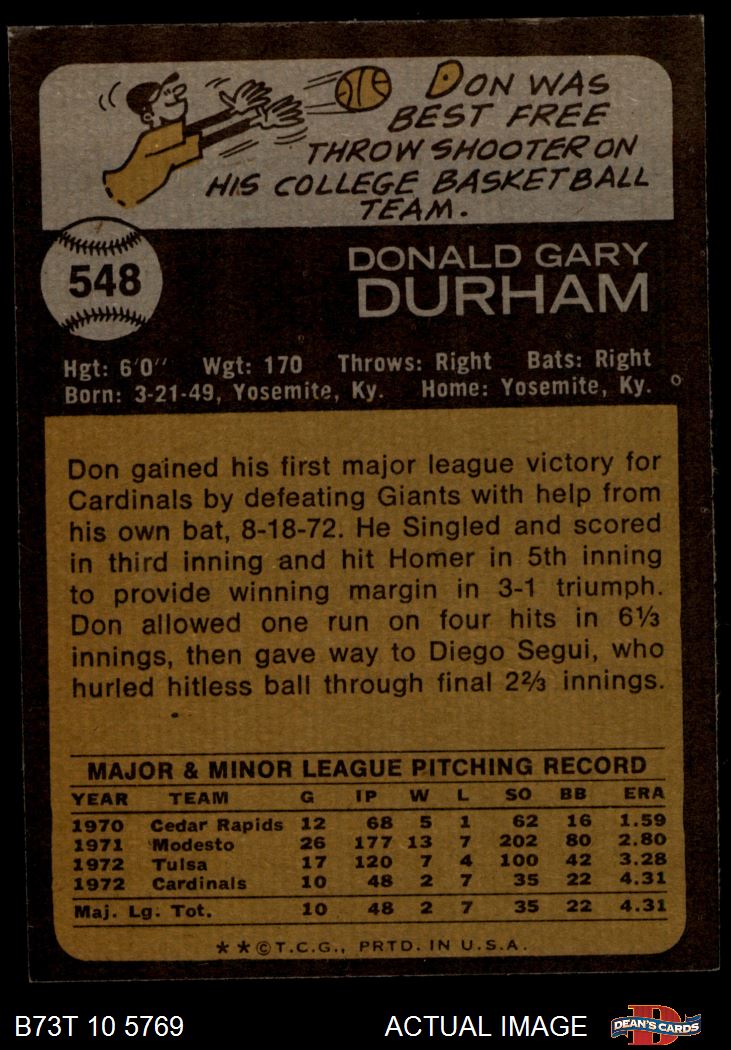 DON WAS
BEST FREE
THROW SHOOTER ON
HIS COLLEGE BASKETBALL
TEAM.
548
DONALD GARY
DURHAM
Hgt: 6'0" Wgt: 170 Throws: Right Bats: Right
Born: 3-21-49, Yosemite, Ky. Home: Yosemite, Ky.
Don gained his first major league victory for
Cardinals by defeating Giants with help from
his own bat, 8-18-72. He Singled and scored
in third inning and hit Homer in 5th inning
to provide winning margin in 3-1 triumph.
Don allowed one run on four hits in 6⅓
innings, then gave way to Diego Segui, who
hurled hitless ball through final 2⅔ innings.
MAJOR & MINOR LEAGUE PITCHING RECORD
YEAR TEAM G IP W L SO BB ERA
1970 Cedar Rapids 12 68 5 1 62 16 1.59
1971 Modesto 26 177 13 7 202 80 2.80
1972 Tulsa 17 120 7 4 100 42 3.28
1972 Cardinals 10 48 2 7 35 22 4.31
Maj. Lg. Tot. 10 48 2 7 35 22 4.31
**©T.C.G., PRTD. IN U.S.A.
B73T 10 5769 ACTUAL IMAGE DEAN'S CARDS